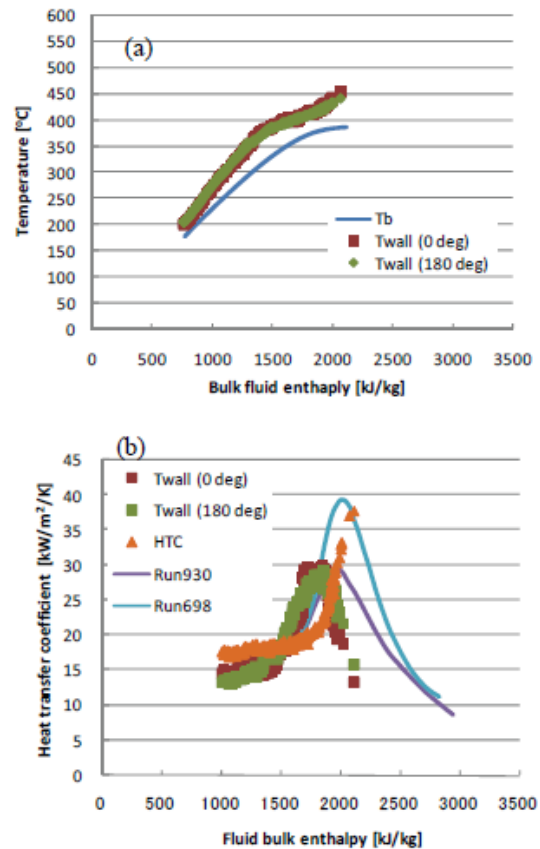 (a)
600
550
500
450
400
350
300
250
200
150
100
50
0
Temperature [°C]
Tb
Twall (0 deg)
Twall (180 deg)
0 500 1000 1500 2000 2500 3000 3500
Bulk fluid enthaply [kJ/kg]
(b)
45
40
35
30
25
20
15
10
5
0
Heat transfer coefficient [kW/m²/K]
Twall (0 deg)
Twall (180 deg)
HTC
Run930
Run698
0 500 1000 1500 2000 2500 3000 3500
Fluid bulk enthalpy [kJ/kg]